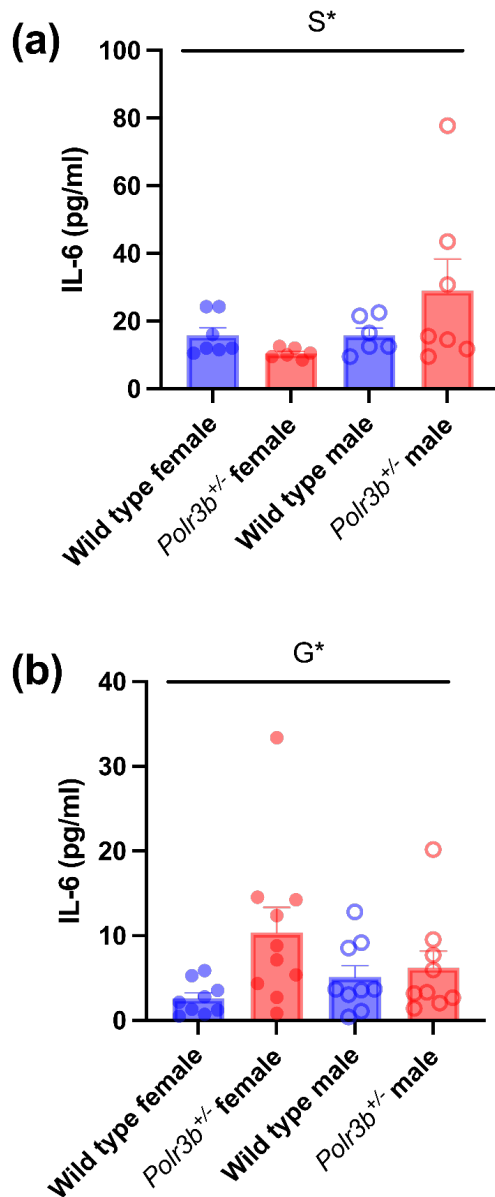 (a)
S*
100
80
60
40
20
0
IL-6 (pg/ml)
Wild type female
Polr3b+/- female
Wild type male
Polr3b+/- male
(b)
G*
40
30
20
10
0
IL-6 (pg/ml)
Wild type female
Polr3b+/- female
Wild type male
Polr3b+/- male